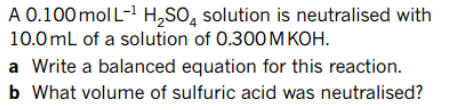 A 0.100 mol L⁻¹ H₂SO₄ solution is neutralised with
10.0 mL of a solution of 0.300 M KOH.
a Write a balanced equation for this reaction.
b What volume of sulfuric acid was neutralised?